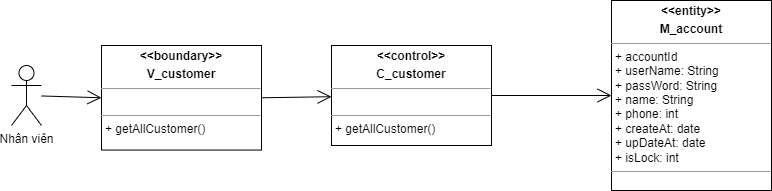 <<boundary>>
V_customer
+ getAllCustomer()
<<control>>
C_customer
+ getAllCustomer()
<<entity>>
M_account
+ accountId
+ userName: String
+ passWord: String
+ name: String
+ phone: int
+ createAt: date
+ upDateAt: date
+ isLock: int
Nhân viên